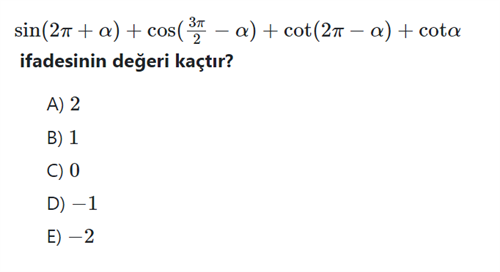 sin(2π + α) + cos(3π/2 − α) + cot(2π − α) + cotα
ifadesinin değeri kaçtır?
A) 2
B) 1
C) 0
D) −1
E) −2